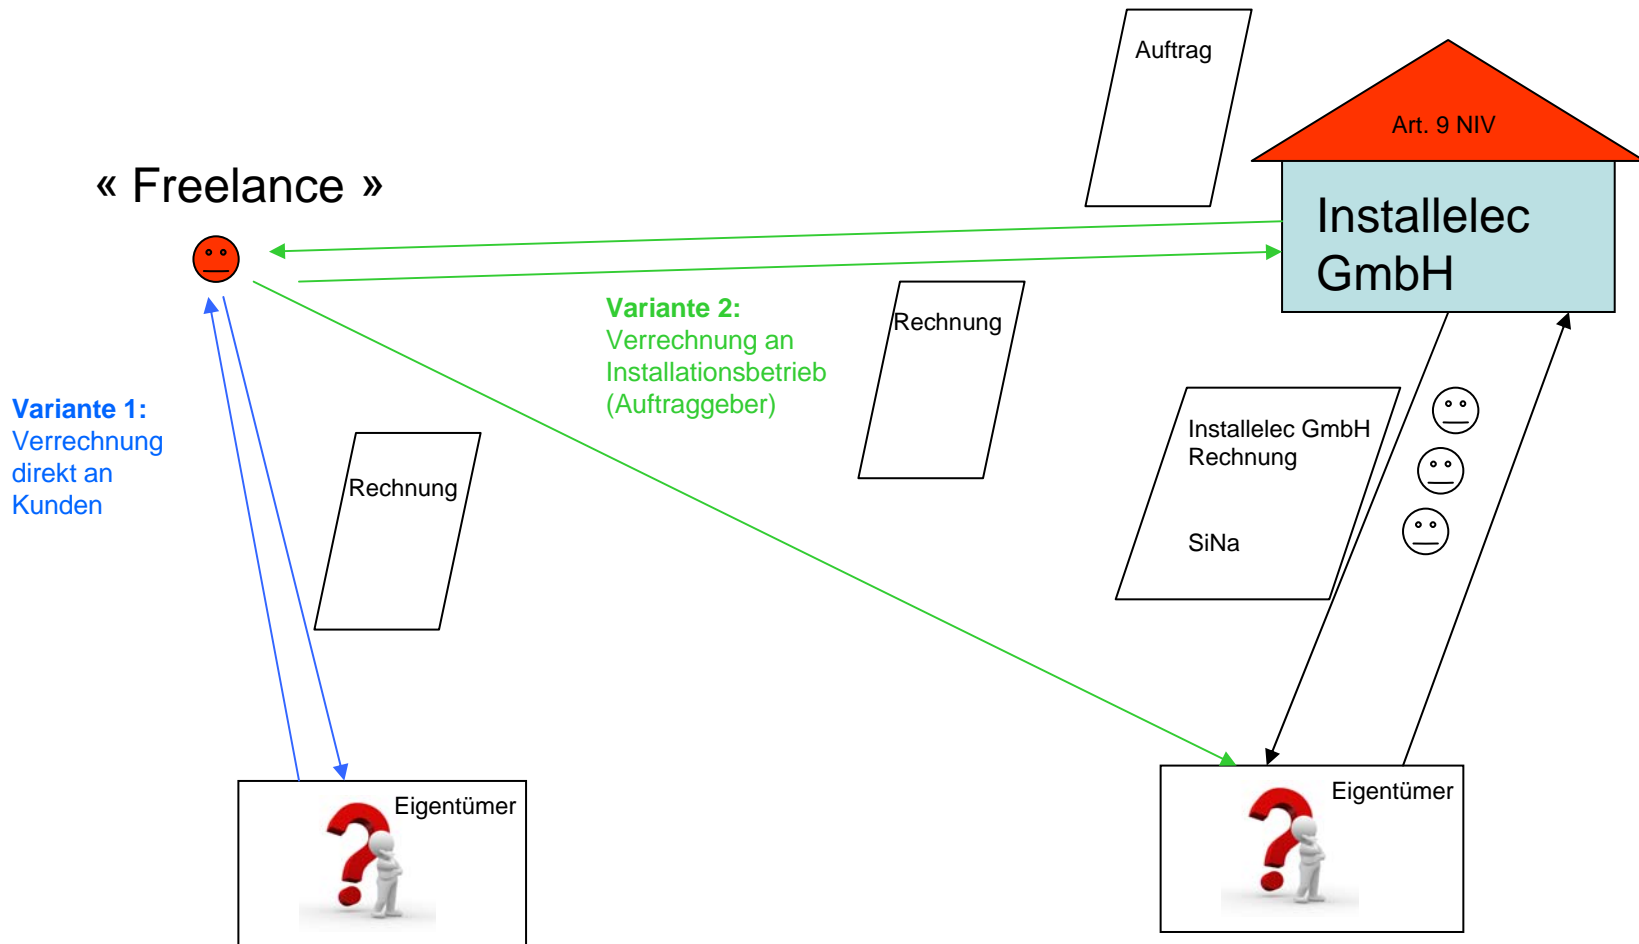 Auftrag
Art. 9 NIV
« Freelance »
Installelec
GmbH
Variante 2:
Verrechnung an
Installationsbetrieb
(Auftraggeber)
Rechnung
Variante 1:
Verrechnung
direkt an
Kunden
Rechnung
Installelec GmbH
Rechnung
SiNa
Eigentümer
Eigentümer